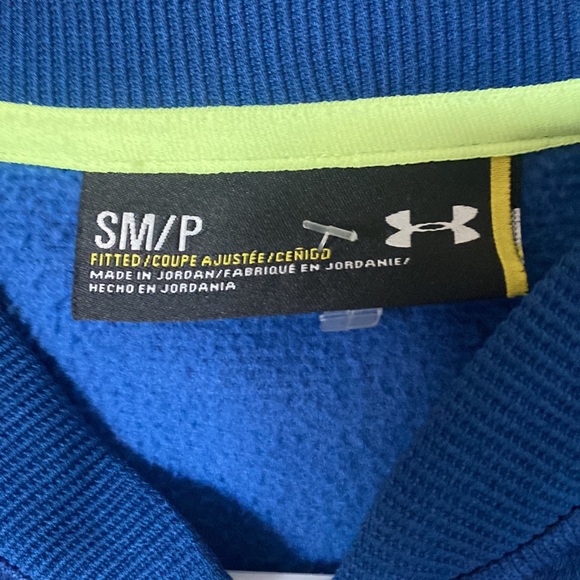 SM/P
FITTED/COUPE AJUSTÉE/CEÑIDO
MADE IN JORDAN/FABRIQUÉ EN JORDANIE/
HECHO EN JORDANIA